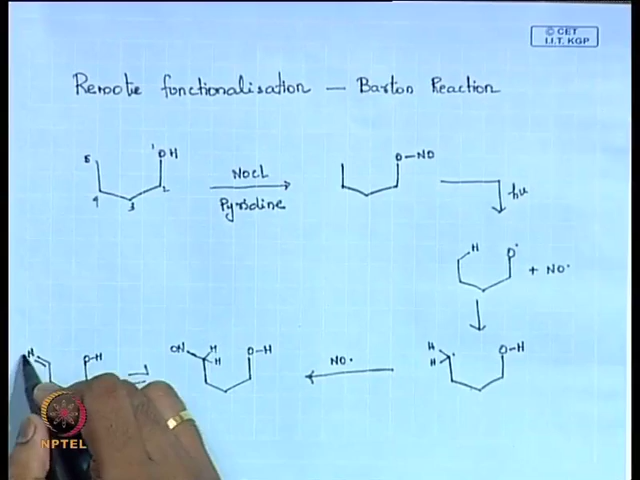 © CET
I.I.T. KGP
Remote functionalisation — Barton Reaction
5 4 3 2 1 OH
NOCl
Pyridine
O–NO
hν
H O• + NO•
H H • O–H
NO•
ON H H O–H
N O–H
NPTEL